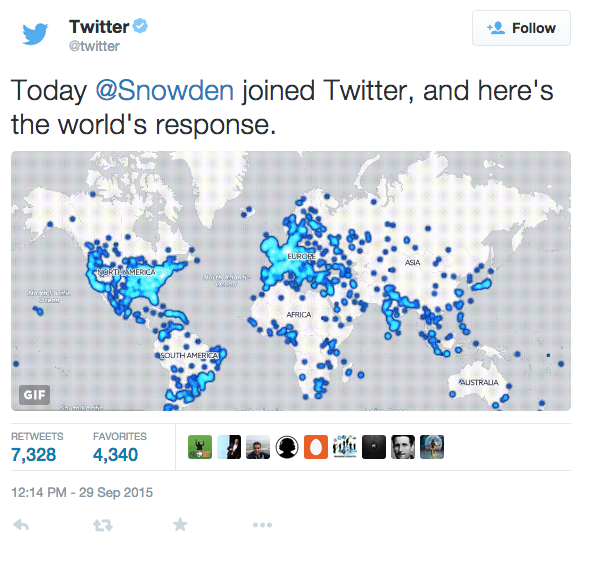 Twitter
@twitter
Follow
Today @Snowden joined Twitter, and here's
the world's response.
NORTH AMERICA
EUROPE
ASIA
North Atlantic
Ocean
North Pacific
Ocean
AFRICA
SOUTH AMERICA
AUSTRALIA
GIF
South Pacific
RETWEETS
FAVORITES
7,328
4,340
12:14 PM - 29 Sep 2015